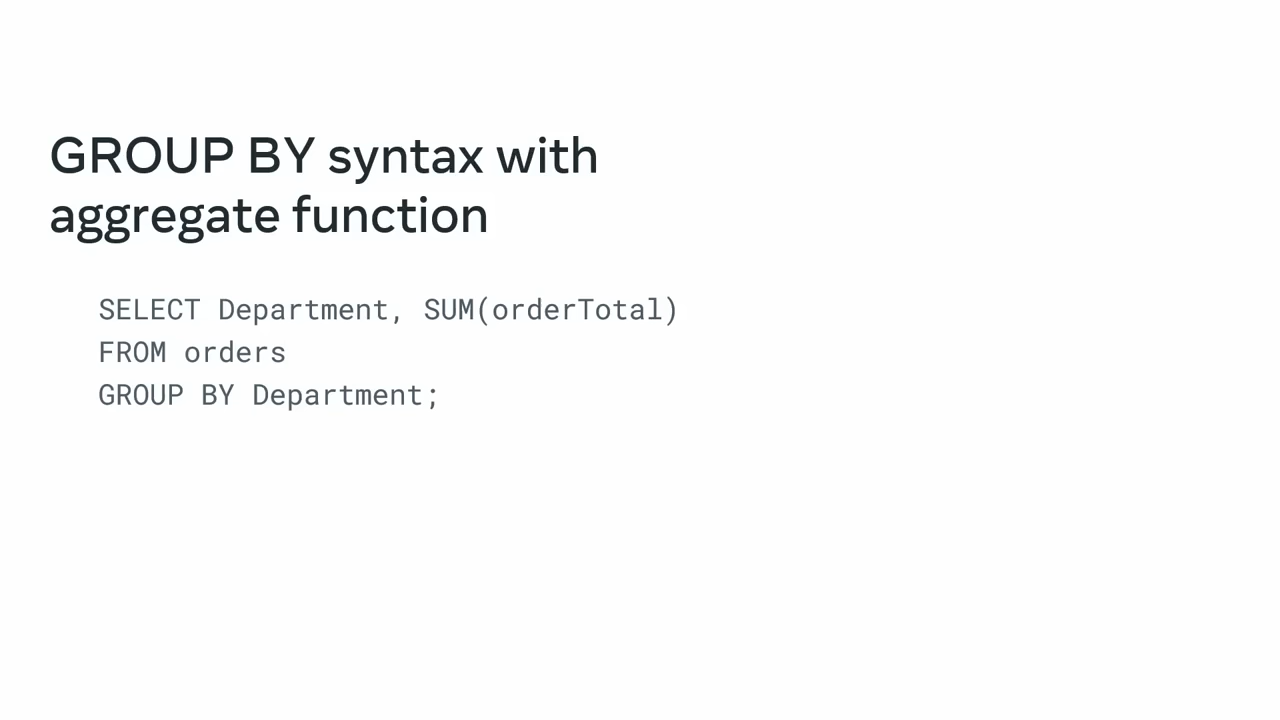 GROUP BY syntax with
aggregate function
SELECT Department, SUM(orderTotal)
FROM orders
GROUP BY Department;